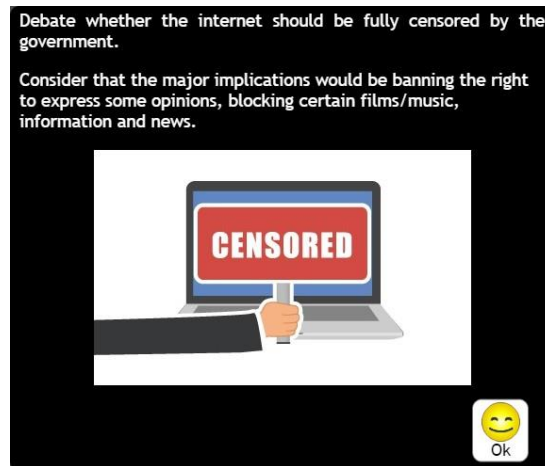 Debate whether the internet should be fully censored by the
government.
Consider that the major implications would be banning the right
to express some opinions, blocking certain films/music,
information and news.
CENSORED
Ok